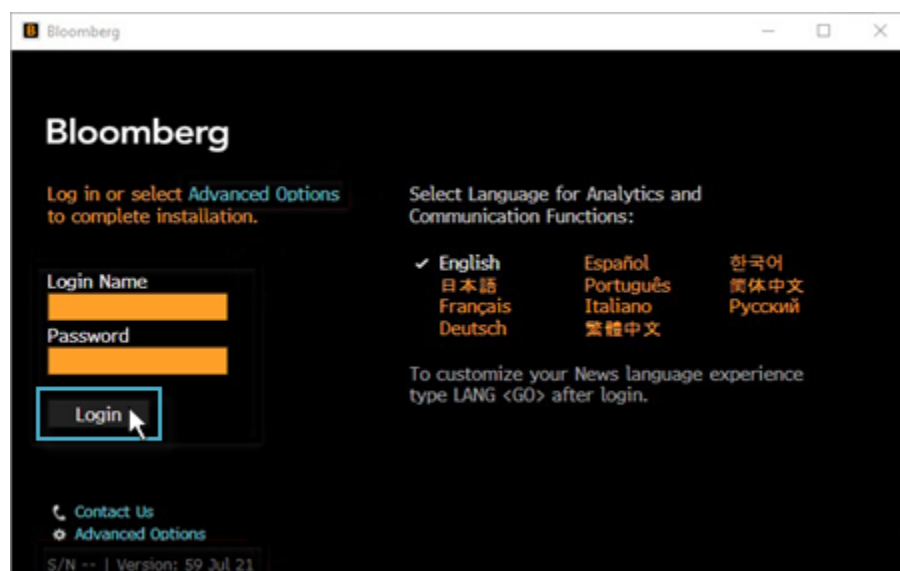 Bloomberg
Bloomberg
Log in or select Advanced Options
to complete installation.
Login Name
Password
Login
Contact Us
Advanced Options
S/N -- | Version: 59 Jul 21
Select Language for Analytics and
Communication Functions:
English Español 한국어
日本語 Português 简体中文
Français Italiano Русский
Deutsch 繁體中文
To customize your News language experience
type LANG <GO> after login.